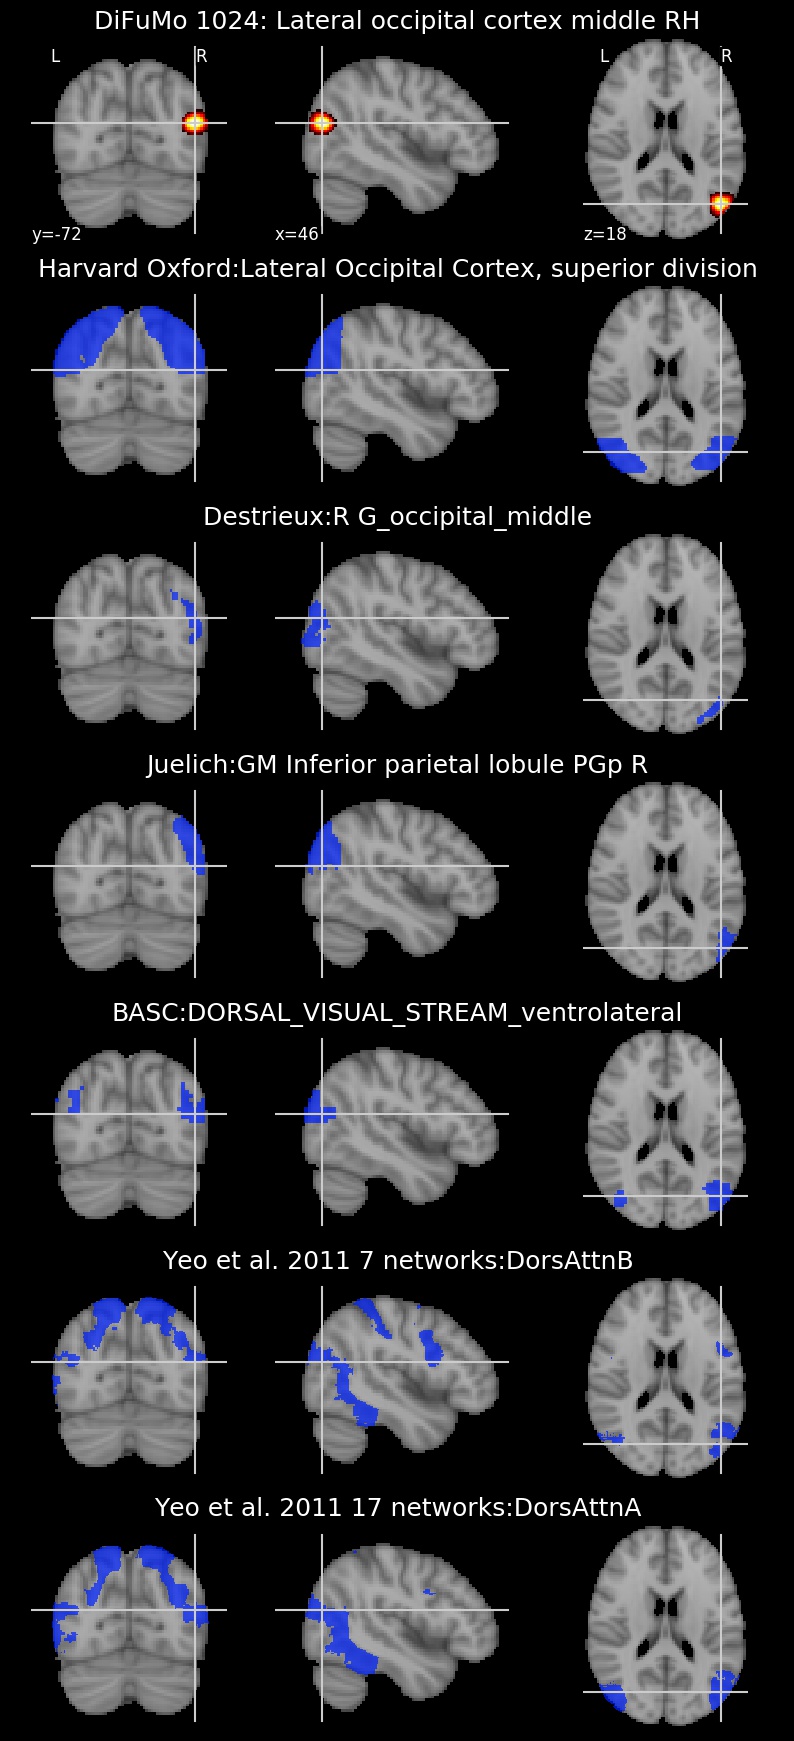 DiFuMo 1024: Lateral occipital cortex middle RH
L R L R
y=-72 x=46 z=18
Harvard Oxford:Lateral Occipital Cortex, superior division
Destrieux:R G_occipital_middle
Juelich:GM Inferior parietal lobule PGp R
BASC:DORSAL_VISUAL_STREAM_ventrolateral
Yeo et al. 2011 7 networks:DorsAttnB
Yeo et al. 2011 17 networks:DorsAttnA